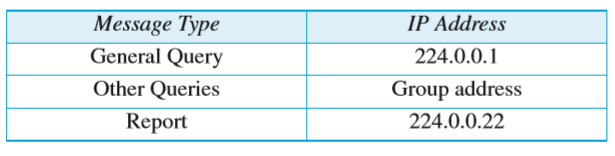 Message Type IP Address
General Query 224.0.0.1
Other Queries Group address
Report 224.0.0.22